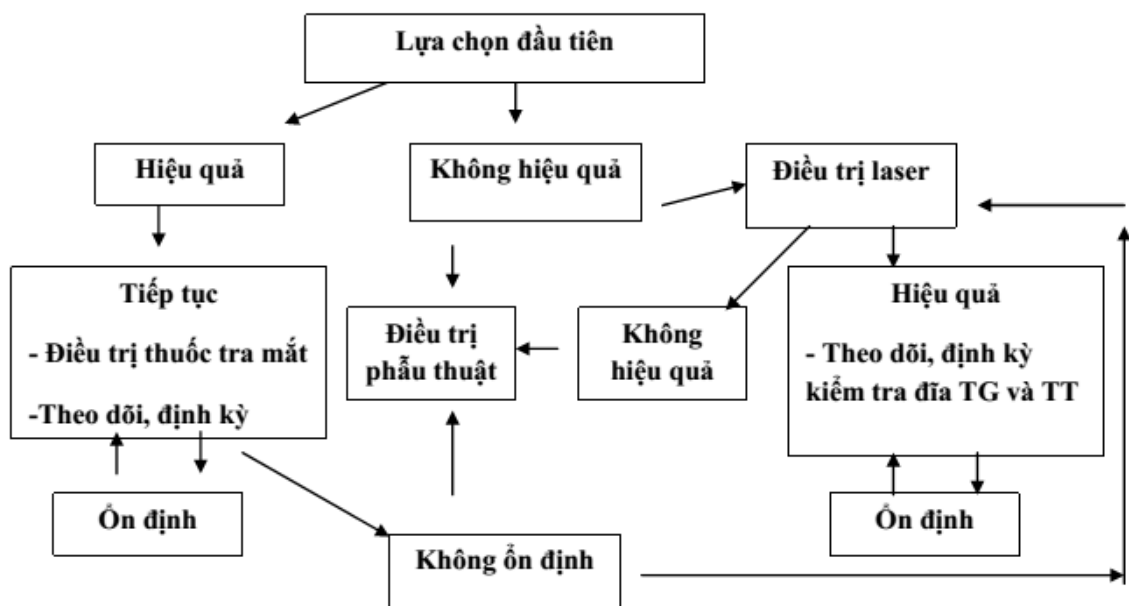 Lựa chọn đầu tiên
Hiệu quả
Không hiệu quả
Điều trị laser
Tiếp tục
- Điều trị thuốc tra mắt
-Theo dõi, định kỳ
Điều trị
phẫu thuật
Không
hiệu quả
Hiệu quả
- Theo dõi, định kỳ
kiểm tra đĩa TG và TT
Ổn định
Không ổn định
Ổn định